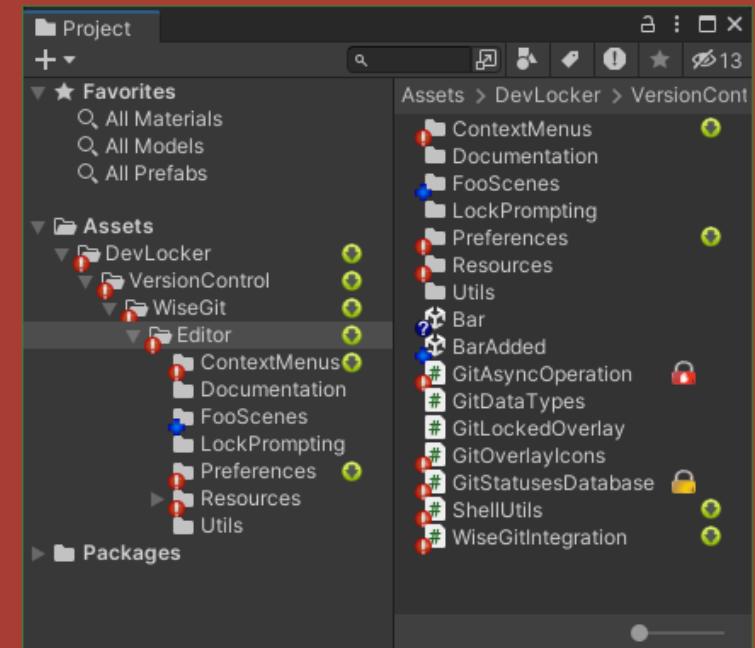 Project
13
Favorites
All Materials
All Models
All Prefabs
Assets
DevLocker
VersionControl
WiseGit
Editor
ContextMenus
Documentation
FooScenes
LockPrompting
Preferences
Resources
Utils
Packages
Assets > DevLocker > VersionCont
ContextMenus
Documentation
FooScenes
LockPrompting
Preferences
Resources
Utils
Bar
BarAdded
# GitAsyncOperation
# GitDataTypes
# GitLockedOverlay
# GitOverlayIcons
# GitStatusesDatabase
# ShellUtils
# WiseGitIntegration